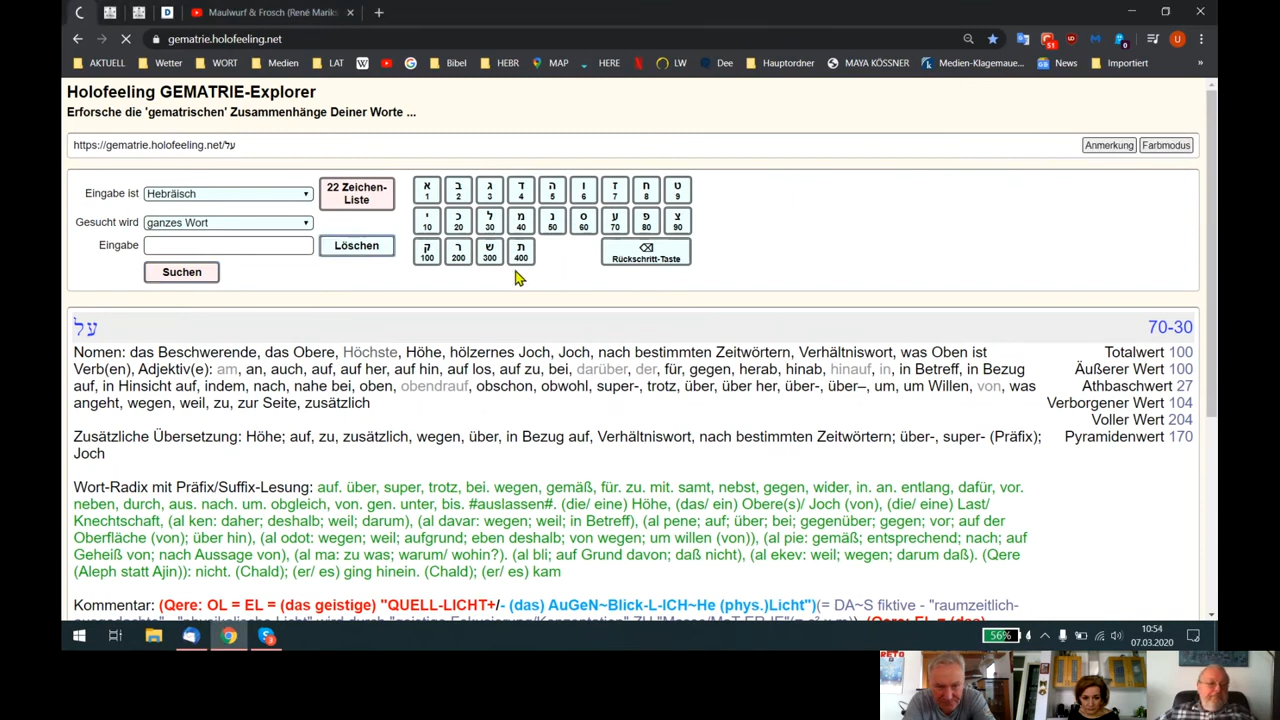 Maulwurf & Frosch (René Mariks
gematrie.holofeeling.net
AKTUELL Wetter WORT Medien LAT Bibel HEBR MAP HERE LW Dee Hauptordner MAYA KÖSSNER Medien-Klagemaue... News Importiert »
Holofeeling GEMATRIE-Explorer
Erforsche die 'gematrischen' Zusammenhänge Deiner Worte ...
https://gematrie.holofeeling.net/על
Anmerkung Farbmodus
Eingabe ist Hebräisch
22 Zeichen-
Liste
Gesucht wird ganzes Wort
Eingabe Löschen
Suchen
א ב ג ד ה ו ז ח ט
1 2 3 4 5 6 7 8 9
י כ ל מ נ ס ע פ צ
10 20 30 40 50 60 70 80 90
ק ר ש ת
100 200 300 400
Rückschritt-Taste
על 70-30
Nomen: das Beschwerende, das Obere, Höchste, Höhe, hölzernes Joch, Joch, nach bestimmten Zeitwörtern, Verhältniswort, was Oben ist
Verb(en), Adjektiv(e): am, an, auch, auf, auf her, auf hin, auf los, auf zu, bei, darüber, der, für, gegen, herab, hinab, hinauf, in, in Betreff, in Bezug
auf, in Hinsicht auf, indem, nach, nahe bei, oben, obendrauf, obschon, obwohl, super-, trotz, über, über her, über-, über–, um, um Willen, von, was
angeht, wegen, weil, zu, zur Seite, zusätzlich
Totalwert 100
Äußerer Wert 100
Athbaschwert 27
Verborgener Wert 104
Voller Wert 204
Pyramidenwert 170
Zusätzliche Übersetzung: Höhe; auf, zu, zusätzlich, wegen, über, in Bezug auf, Verhältniswort, nach bestimmten Zeitwörtern; über-, super- (Präfix);
Joch
Wort-Radix mit Präfix/Suffix-Lesung: auf. über, super, trotz, bei. wegen, gemäß, für. zu. mit. samt, nebst, gegen, wider, in. an. entlang, dafür, vor.
neben, durch, aus. nach. um. obgleich, von. gen. unter, bis. #auslassen#. (die/ eine) Höhe, (das/ ein) Obere(s)/ Joch (von), (die/ eine) Last/
Knechtschaft, (al ken: daher; deshalb; weil; darum), (al davar: wegen; weil; in Betreff), (al pene; auf; über; bei; gegenüber; gegen; vor; auf der
Oberfläche (von); über hin), (al odot: wegen; weil; aufgrund; eben deshalb; von wegen; um willen (von)), (al pie: gemäß; entsprechend; nach; auf
Geheiß von; nach Aussage von), (al ma: zu was; warum/ wohin?). (al bli; auf Grund davon; daß nicht), (al ekev: weil; wegen; darum daß). (Qere
(Aleph statt Ajin)): nicht. (Chald); (er/ es) ging hinein. (Chald); (er/ es) kam
Kommentar: (Qere: OL = EL = (das geistige) "QUELL-LICHT+/- (das) AuGeN~Blick-L-ICH~He (phys.)Licht")(= DA~S fiktive - "raumzeitlich-
56%
10:54
07.03.2020